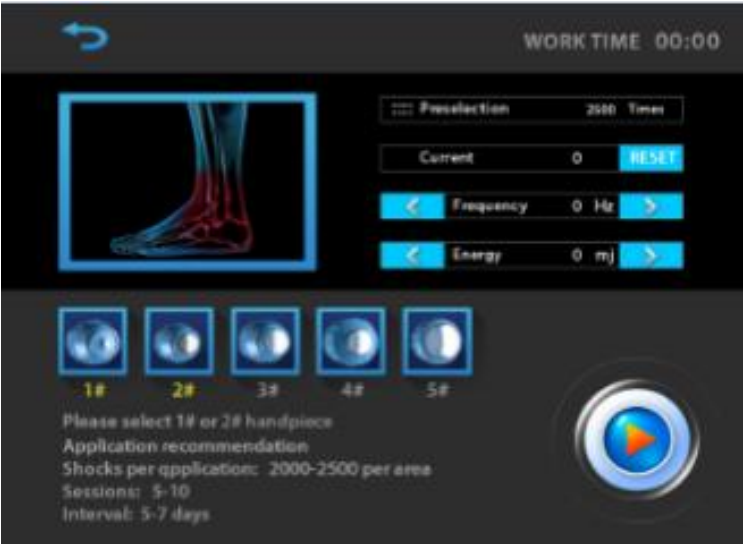 WORK TIME 00:00
Preselection 2500 Times
Current 0 RESET
Frequency 0 Hz
Energy 0 mj
1# 2# 3# 4# 5#
Please select 1# or 2# handpiece
Application recommendation
Shocks per qpplication: 2000-2500 per area
Sessions: 5-10
Interval: 5-7 days